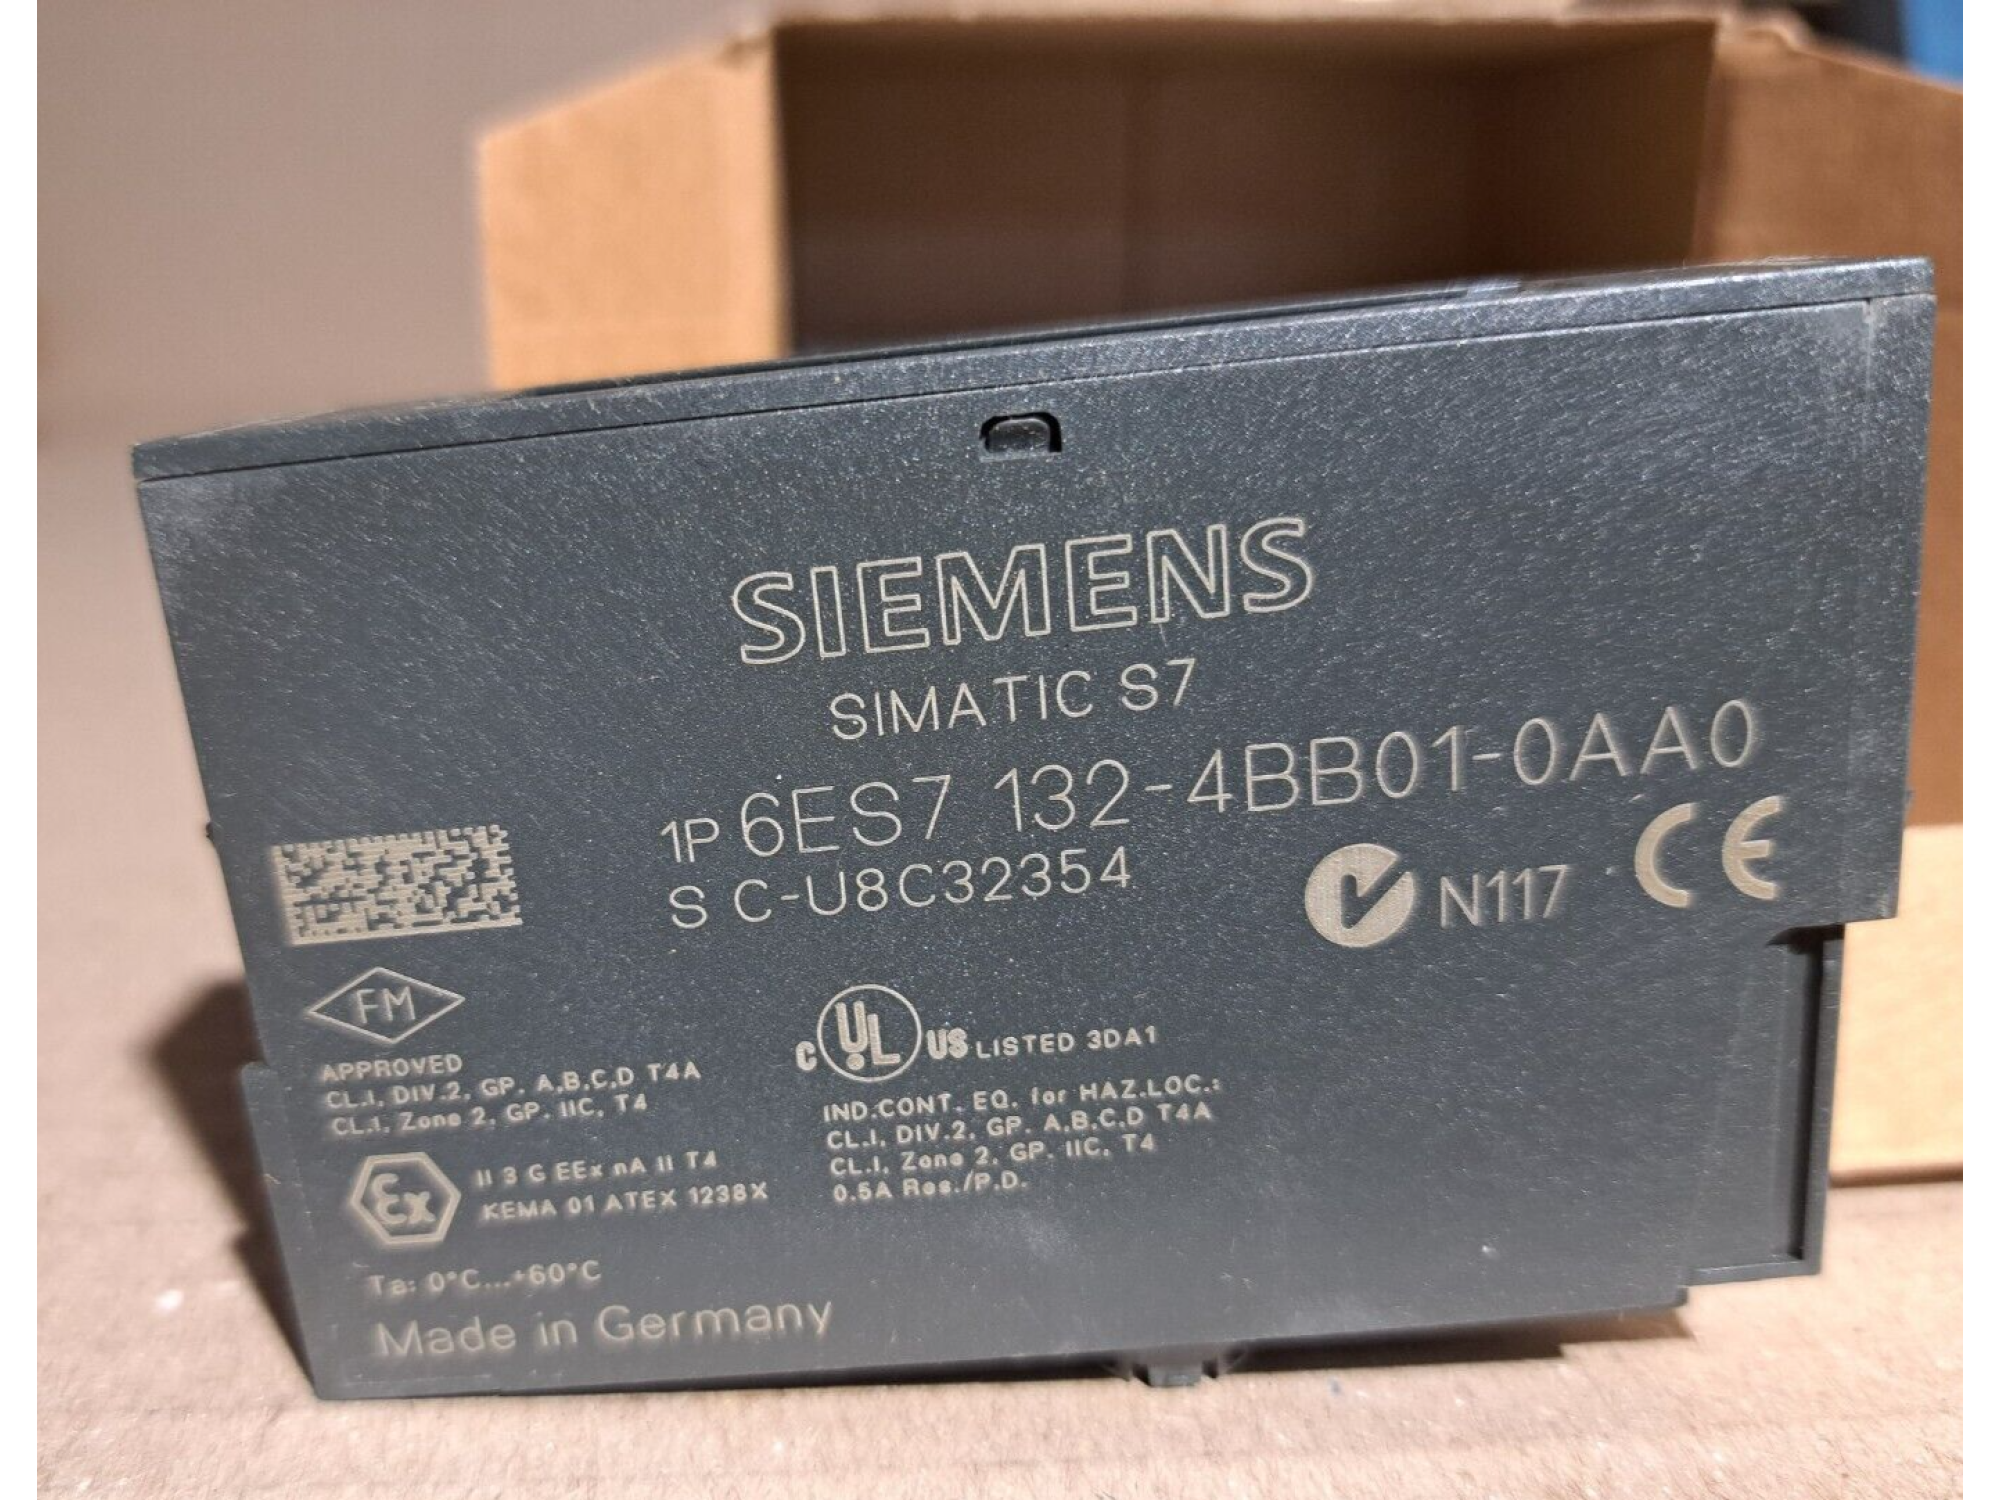 SIEMENS
SIMATIC S7
1P 6ES7 132-4BB01-0AA0
S C-U8C32354
N117 CE
FM
APPROVED
CL.I, DIV.2, GP. A,B,C,D T4A
CL.I, Zone 2, GP. IIC, T4
c UL US LISTED 3DA1
IND.CONT. EQ. for HAZ.LOC.:
CL.I, DIV.2, GP. A,B,C,D T4A
CL.I, Zone 2, GP. IIC, T4
0.5A Res./P.D.
Ex II 3 G EEx nA II T4
KEMA 01 ATEX 1238X
Ta: 0°C...+60°C
Made in Germany